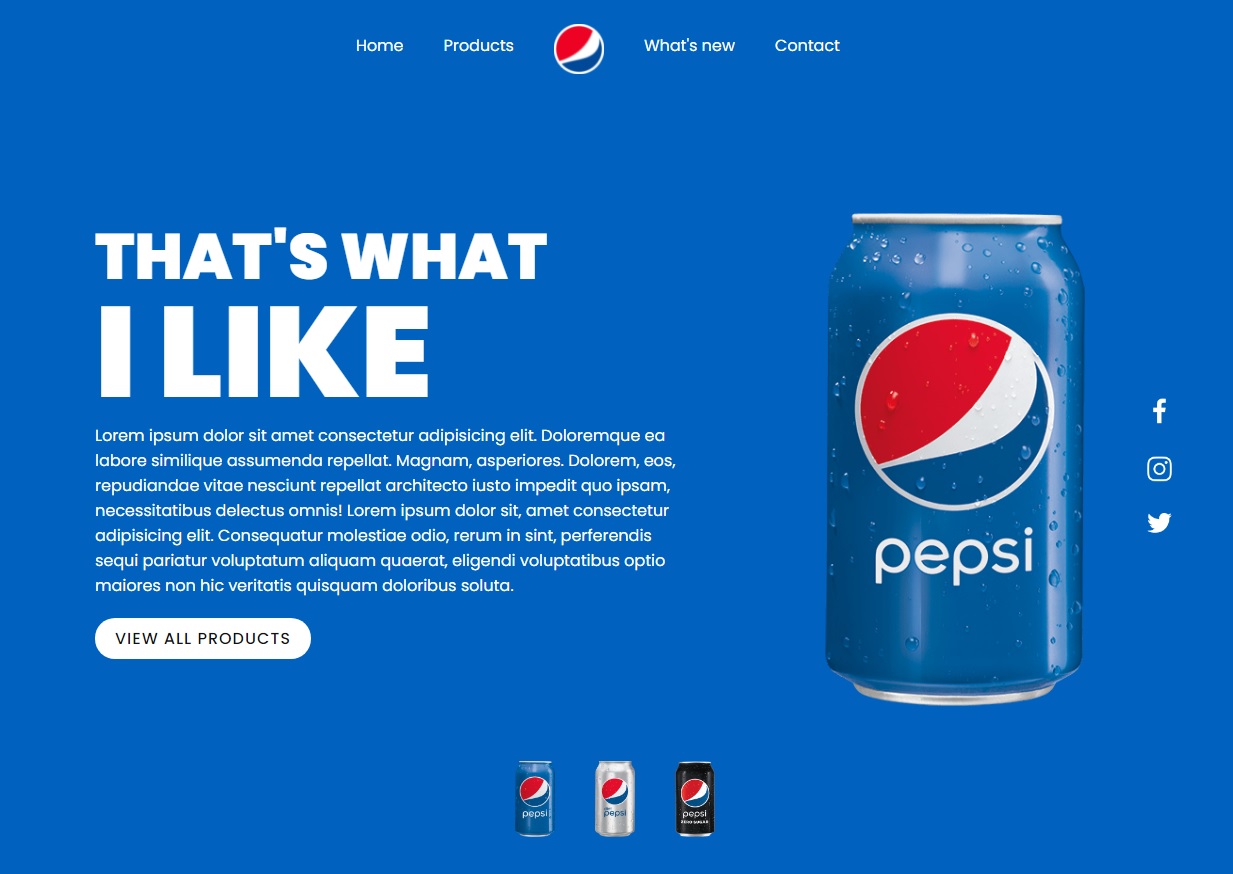 Home Products What's new Contact
THAT'S WHAT
I LIKE
Lorem ipsum dolor sit amet consectetur adipisicing elit. Doloremque ea
labore similique assumenda repellat. Magnam, asperiores. Dolorem, eos,
repudiandae vitae nesciunt repellat architecto iusto impedit quo ipsam,
necessitatibus delectus omnis! Lorem ipsum dolor sit, amet consectetur
adipisicing elit. Consequatur molestiae odio, rerum in sint, perferendis
sequi pariatur voluptatum aliquam quaerat, eligendi voluptatibus optio
maiores non hic veritatis quisquam doloribus soluta.
VIEW ALL PRODUCTS
pepsi
pepsi
pepsi
pepsi
ZERO SUGAR